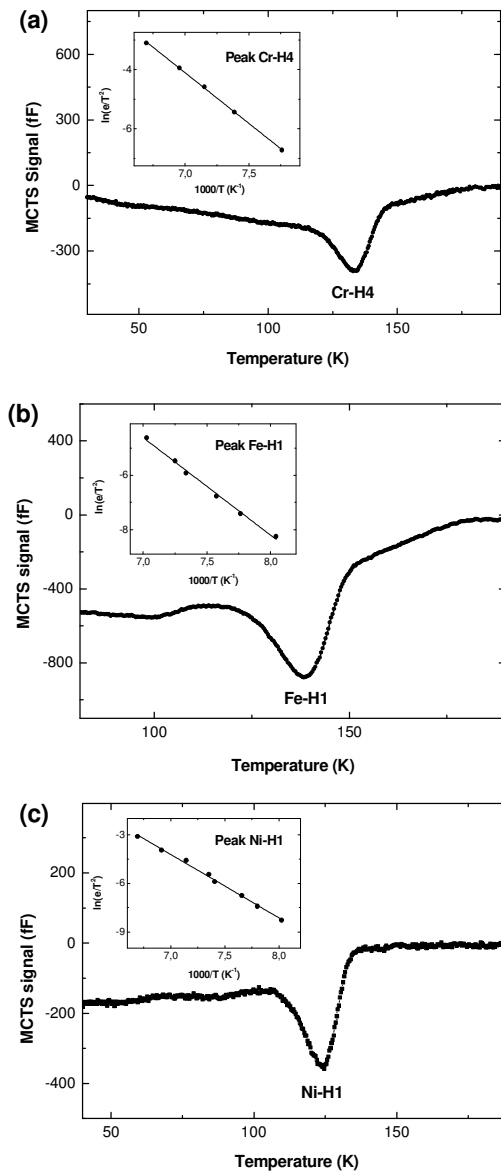 (a)
800
600
300
0
-300
MCTS Signal (fF)
50
100
150
Temperature (K)
Cr-H4
Peak Cr-H4
-4
-6
ln(e/T²)
7,0
7,5
1000/T (K⁻¹)
(b)
400
0
-400
-800
MCTS signal (fF)
100
150
Temperature (K)
Fe-H1
Peak Fe-H1
-6
-8
ln(e/T²)
7,0
7,5
8,0
1000/T (K⁻¹)
(c)
200
0
-200
-400
MCTS signal (fF)
50
100
150
Temperature (K)
Ni-H1
Peak Ni-H1
-3
-6
-9
ln(e/T²)
7,0
7,5
8,0
1000/T (K⁻¹)